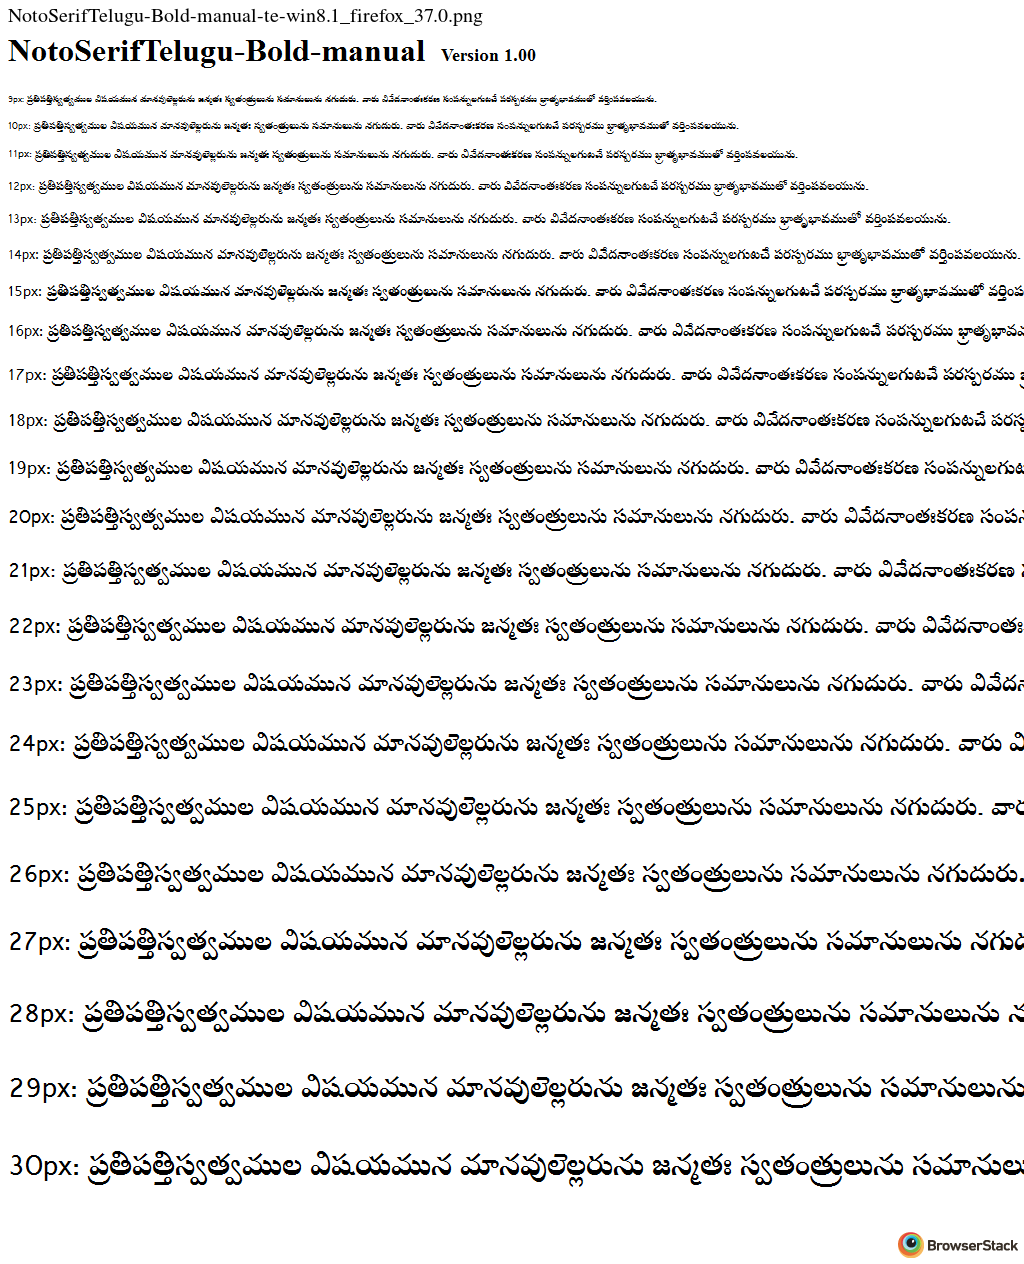 NotoSerifTelugu-Bold-manual-te-win8.1_firefox_37.0.png
NotoSerifTelugu-Bold-manual Version 1.00
9px: ప్రతిపత్తిస్వత్వముల విషయమున మానవులెల్లరును జన్మతః స్వతంత్రులును సమానులును నగుదురు. వారు వివేదనాంతఃకరణ సంపన్నులగుటచే పరస్పరము భ్రాతృభావముతో వర్తింపవలయును.
10px: ప్రతిపత్తిస్వత్వముల విషయమున మానవులెల్లరును జన్మతః స్వతంత్రులును సమానులును నగుదురు. వారు వివేదనాంతఃకరణ సంపన్నులగుటచే పరస్పరము భ్రాతృభావముతో వర్తింపవలయును.
11px: ప్రతిపత్తిస్వత్వముల విషయమున మానవులెల్లరును జన్మతః స్వతంత్రులును సమానులును నగుదురు. వారు వివేదనాంతఃకరణ సంపన్నులగుటచే పరస్పరము భ్రాతృభావముతో వర్తింపవలయును.
12px: ప్రతిపత్తిస్వత్వముల విషయమున మానవులెల్లరును జన్మతః స్వతంత్రులును సమానులును నగుదురు. వారు వివేదనాంతఃకరణ సంపన్నులగుటచే పరస్పరము భ్రాతృభావముతో వర్తింపవలయును.
13px: ప్రతిపత్తిస్వత్వముల విషయమున మానవులెల్లరును జన్మతః స్వతంత్రులును సమానులును నగుదురు. వారు వివేదనాంతఃకరణ సంపన్నులగుటచే పరస్పరము భ్రాతృభావముతో వర్తింపవలయును.
14px: ప్రతిపత్తిస్వత్వముల విషయమున మానవులెల్లరును జన్మతః స్వతంత్రులును సమానులును నగుదురు. వారు వివేదనాంతఃకరణ సంపన్నులగుటచే పరస్పరము భ్రాతృభావముతో వర్తింపవలయును.
15px: ప్రతిపత్తిస్వత్వముల విషయమున మానవులెల్లరును జన్మతః స్వతంత్రులును సమానులును నగుదురు. వారు వివేదనాంతఃకరణ సంపన్నులగుటచే పరస్పరము భ్రాతృభావముతో వర్తింప
16px: ప్రతిపత్తిస్వత్వముల విషయమున మానవులెల్లరును జన్మతః స్వతంత్రులును సమానులును నగుదురు. వారు వివేదనాంతఃకరణ సంపన్నులగుటచే పరస్పరము భ్రాతృభావ
17px: ప్రతిపత్తిస్వత్వముల విషయమున మానవులెల్లరును జన్మతః స్వతంత్రులును సమానులును నగుదురు. వారు వివేదనాంతఃకరణ సంపన్నులగుటచే పరస్పరము
18px: ప్రతిపత్తిస్వత్వముల విషయమున మానవులెల్లరును జన్మతః స్వతంత్రులును సమానులును నగుదురు. వారు వివేదనాంతఃకరణ సంపన్నులగుటచే పరస్ప
19px: ప్రతిపత్తిస్వత్వముల విషయమున మానవులెల్లరును జన్మతః స్వతంత్రులును సమానులును నగుదురు. వారు వివేదనాంతఃకరణ సంపన్నులగుట
20px: ప్రతిపత్తిస్వత్వముల విషయమున మానవులెల్లరును జన్మతః స్వతంత్రులును సమానులును నగుదురు. వారు వివేదనాంతఃకరణ సంప
21px: ప్రతిపత్తిస్వత్వముల విషయమున మానవులెల్లరును జన్మతః స్వతంత్రులును సమానులును నగుదురు. వారు వివేదనాంతఃకరణ
22px: ప్రతిపత్తిస్వత్వముల విషయమున మానవులెల్లరును జన్మతః స్వతంత్రులును సమానులును నగుదురు. వారు వివేదనాంతః
23px: ప్రతిపత్తిస్వత్వముల విషయమున మానవులెల్లరును జన్మతః స్వతంత్రులును సమానులును నగుదురు. వారు వివేద
24px: ప్రతిపత్తిస్వత్వముల విషయమున మానవులెల్లరును జన్మతః స్వతంత్రులును సమానులును నగుదురు. వారు వి
25px: ప్రతిపత్తిస్వత్వముల విషయమున మానవులెల్లరును జన్మతః స్వతంత్రులును సమానులును నగుదురు. వారు
26px: ప్రతిపత్తిస్వత్వముల విషయమున మానవులెల్లరును జన్మతః స్వతంత్రులును సమానులును నగుదురు.
27px: ప్రతిపత్తిస్వత్వముల విషయమున మానవులెల్లరును జన్మతః స్వతంత్రులును సమానులును నగుద
28px: ప్రతిపత్తిస్వత్వముల విషయమున మానవులెల్లరును జన్మతః స్వతంత్రులును సమానులును న
29px: ప్రతిపత్తిస్వత్వముల విషయమున మానవులెల్లరును జన్మతః స్వతంత్రులును సమానులును
30px: ప్రతిపత్తిస్వత్వముల విషయమున మానవులెల్లరును జన్మతః స్వతంత్రులును సమానులు
BrowserStack